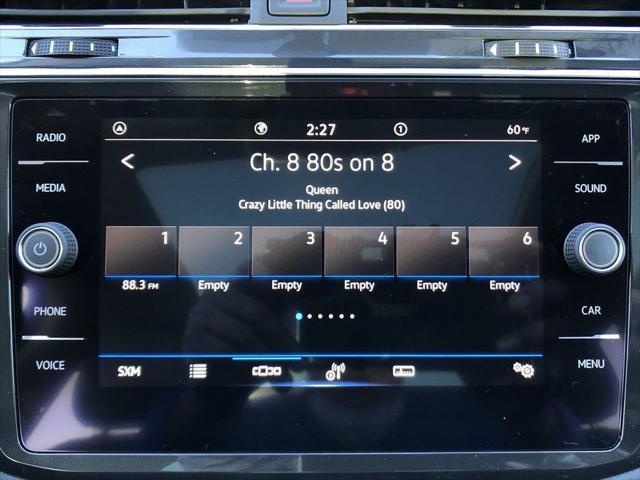 RADIO
MEDIA
PHONE
VOICE
2:27
1
60°F
Ch. 8 80s on 8
Queen
Crazy Little Thing Called Love (80)
1 2 3 4 5 6
88.3 FM Empty Empty Empty Empty Empty
SXM
APP
SOUND
CAR
MENU